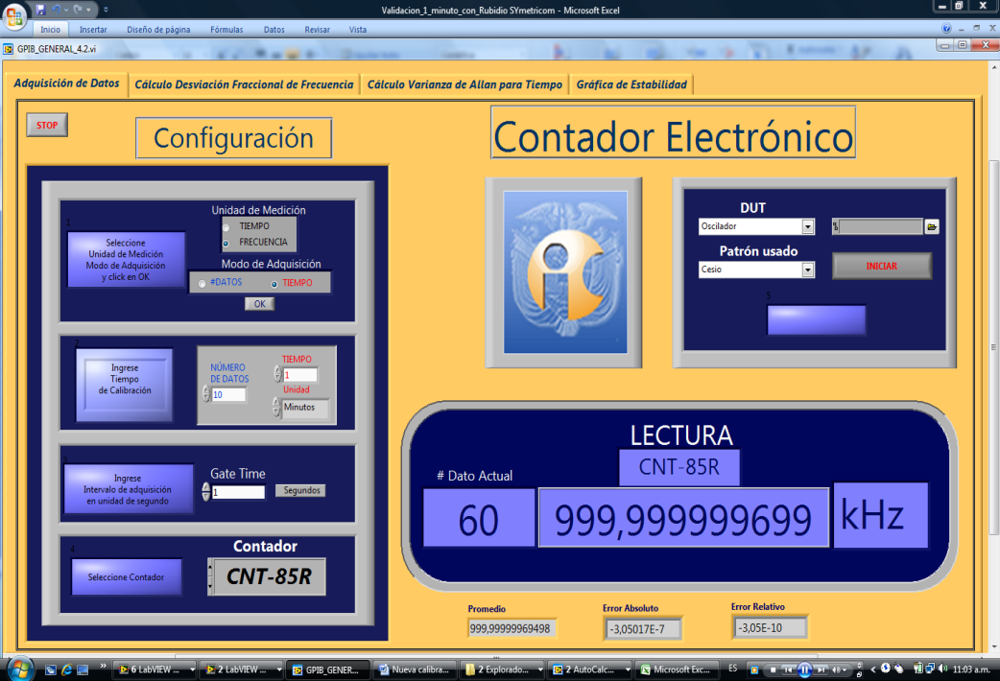 Validacion_1_minuto_con_Rubidio SYmetricom - Microsoft Excel
Inicio Insertar Diseño de página Fórmulas Datos Revisar Vista
GPIB_GENERAL_4.2.vi
Adquisición de Datos Cálculo Desviación Fraccional de Frecuencia Cálculo Varianza de Allan para Tiempo Gráfica de Estabilidad
STOP
Configuración
Contador Electrónico
1
Seleccione
Unidad de Medición
Modo de Adquisición
y click en OK
Unidad de Medición
TIEMPO
FRECUENCIA
Modo de Adquisición
#DATOS TIEMPO
OK
2
Ingrese
Tiempo
de Calibración
NÚMERO
DE DATOS
10
TIEMPO
1
Unidad
Minutos
Ingrese
Intervalo de adquisición
en unidad de segundo
Gate Time
1
Segundos
4
Seleccione Contador
Contador
CNT-85R
DUT
Oscilador
Patrón usado
Cesio
INICIAR
5
LECTURA
CNT-85R
# Dato Actual
60
999,999999699
kHz
Promedio
999,99999969498
Error Absoluto
-3,05017E-7
Error Relativo
-3,05E-10
6 LabVIEW ... 2 LabVIEW ... GPIB_GENER... Nueva calibra... 2 Explorado... 2 AutoCalc... Microsoft Exc... ES 11:03 a.m.